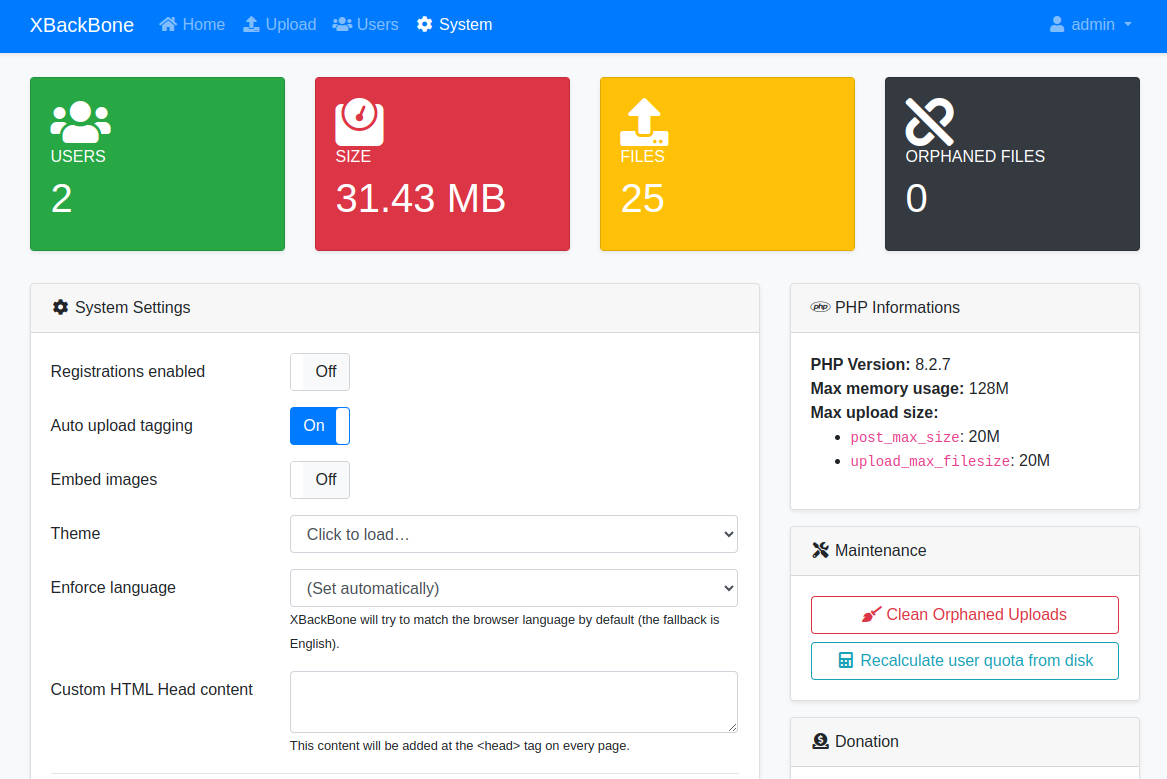 XBackBone Home Upload Users System admin
USERS
2
SIZE
31.43 MB
FILES
25
ORPHANED FILES
0
System Settings
Registrations enabled Off
Auto upload tagging On
Embed images Off
Theme Click to load…
Enforce language (Set automatically)
XBackBone will try to match the browser language by default (the fallback is
English).
Custom HTML Head content
This content will be added at the <head> tag on every page.
php PHP Informations
PHP Version: 8.2.7
Max memory usage: 128M
Max upload size:
post_max_size: 20M
upload_max_filesize: 20M
Maintenance
Clean Orphaned Uploads
Recalculate user quota from disk
Donation